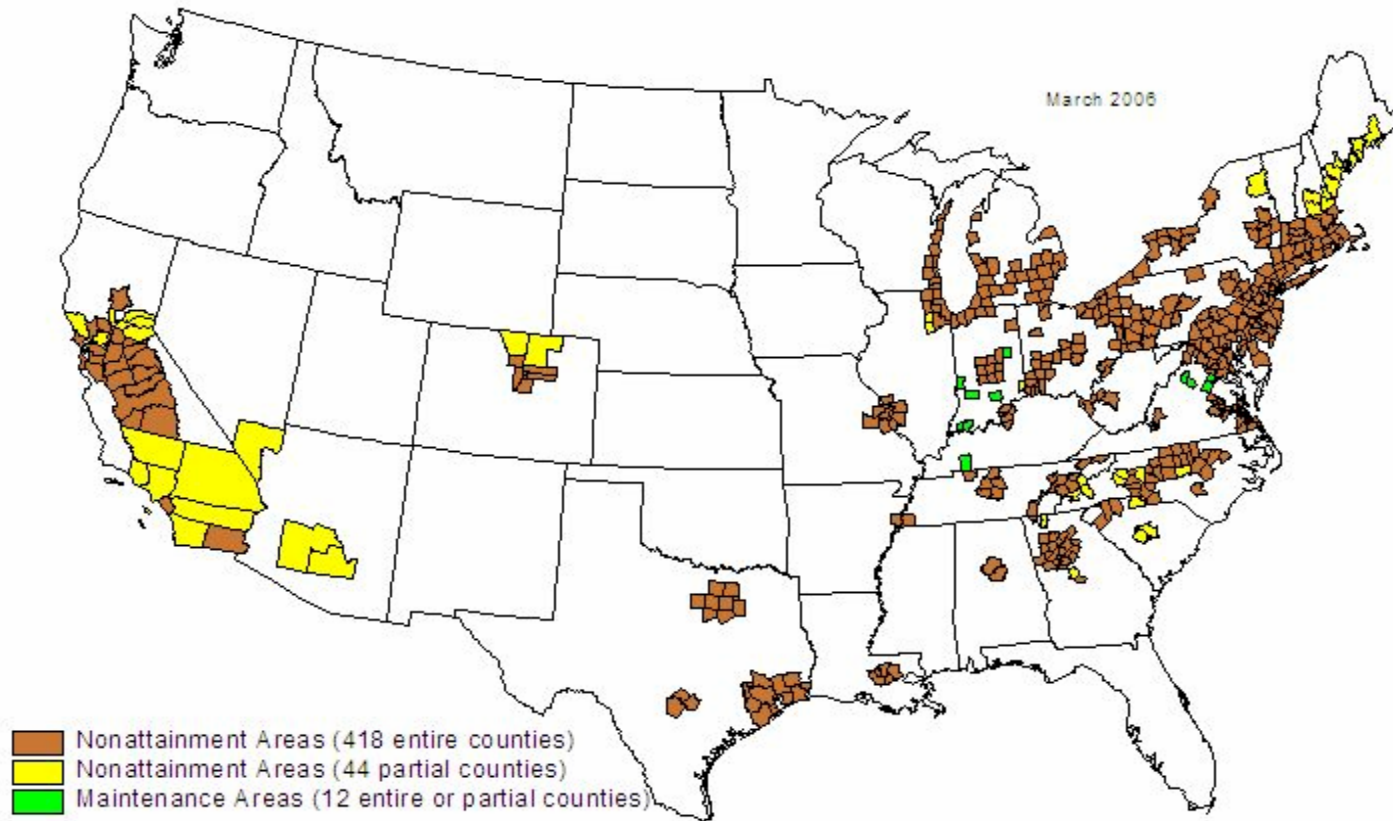 March 2006
Nonattainment Areas (418 entire counties)
Nonattainment Areas (44 partial counties)
Maintenance Areas (12 entire or partial counties)